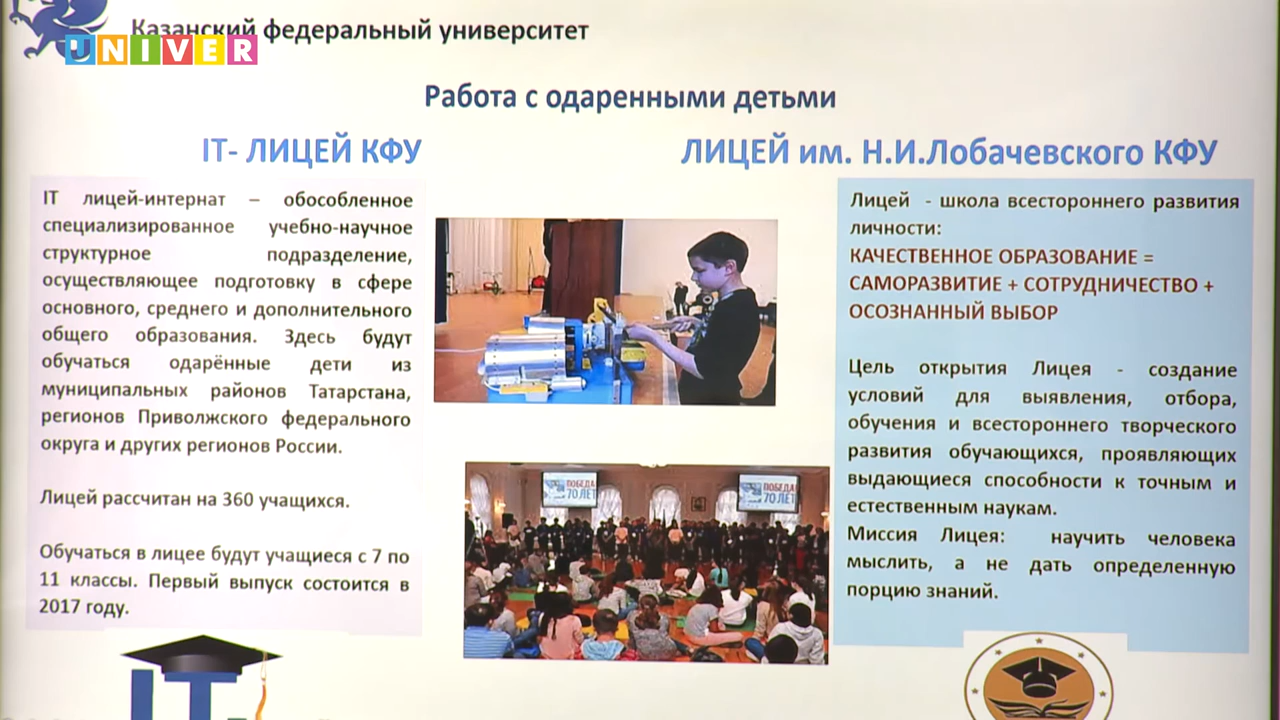 Казанский федеральный университет
UNIVER
Работа с одаренными детьми
IT- ЛИЦЕЙ КФУ
IT лицей-интернат – обособленное
специализированное учебно-научное
структурное подразделение,
осуществляющее подготовку в сфере
основного, среднего и дополнительного
общего образования. Здесь будут
обучаться одарённые дети из
муниципальных районов Татарстана,
регионов Приволжского федерального
округа и других регионов России.
Лицей рассчитан на 360 учащихся.
Обучаться в лицее будут учащиеся с 7 по
11 классы. Первый выпуск состоится в
2017 году.
IT
ПОБЕДА
70 ЛЕТ
ПОБЕДА
70 ЛЕТ
ЛИЦЕЙ им. Н.И.Лобачевского КФУ
Лицей - школа всестороннего развития
личности:
КАЧЕСТВЕННОЕ ОБРАЗОВАНИЕ =
САМОРАЗВИТИЕ + СОТРУДНИЧЕСТВО +
ОСОЗНАННЫЙ ВЫБОР
Цель открытия Лицея - создание
условий для выявления, отбора,
обучения и всестороннего творческого
развития обучающихся, проявляющих
выдающиеся способности к точным и
естественным наукам.
Миссия Лицея: научить человека
мыслить, а не дать определенную
порцию знаний.